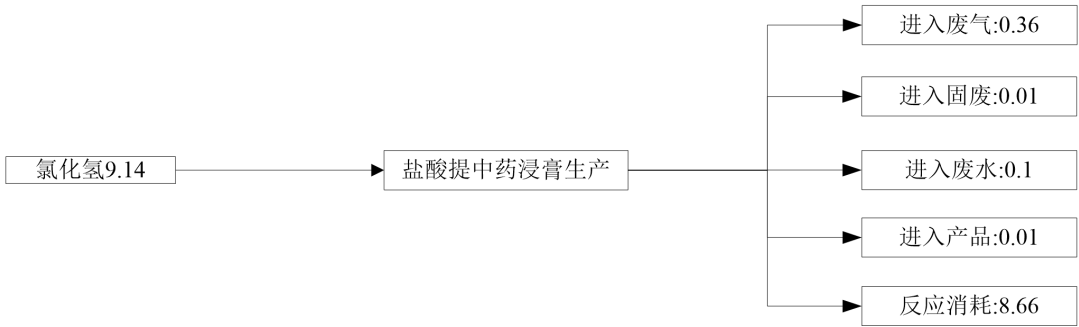 氯化氢9.14
盐酸提中药浸膏生产
进入废气:0.36
进入固废:0.01
进入废水:0.1
进入产品:0.01
反应消耗:8.66